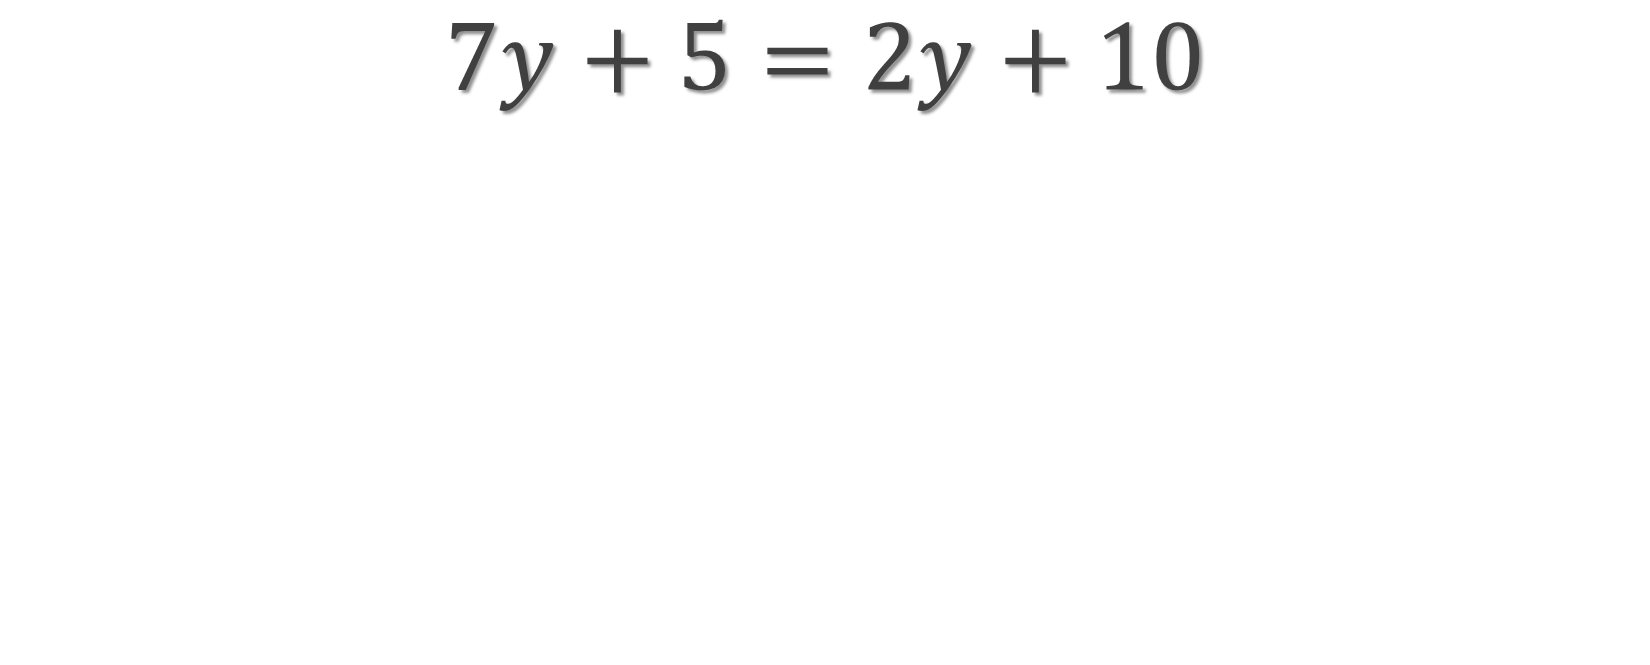 7y + 5 = 2y + 10